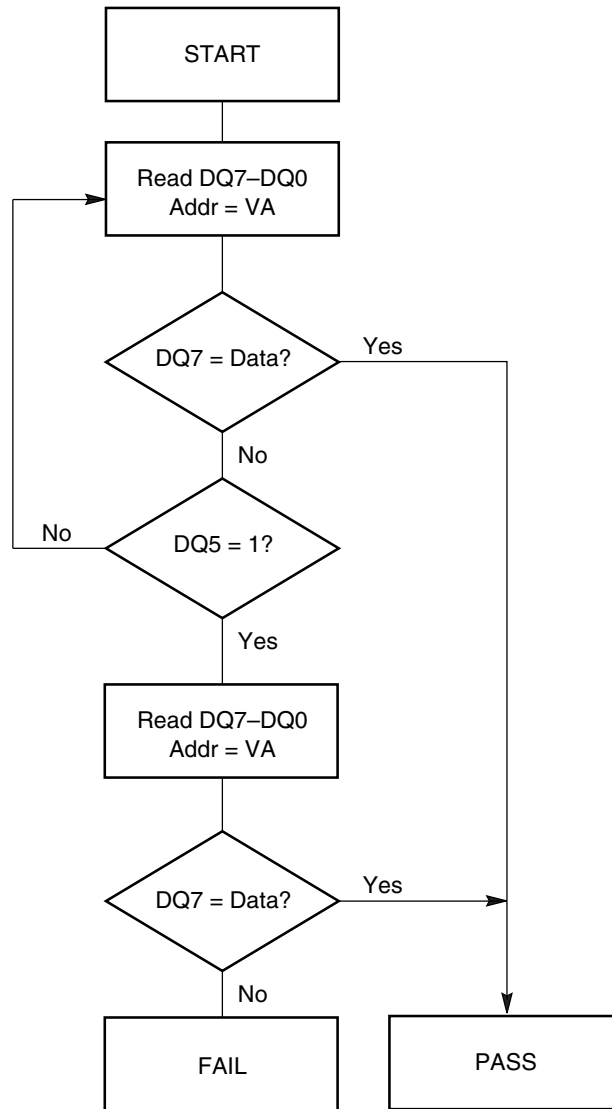 START
Read DQ7–DQ0
Addr = VA
DQ7 = Data?
Yes
No
No
DQ5 = 1?
Yes
Read DQ7–DQ0
Addr = VA
DQ7 = Data?
Yes
No
FAIL
PASS